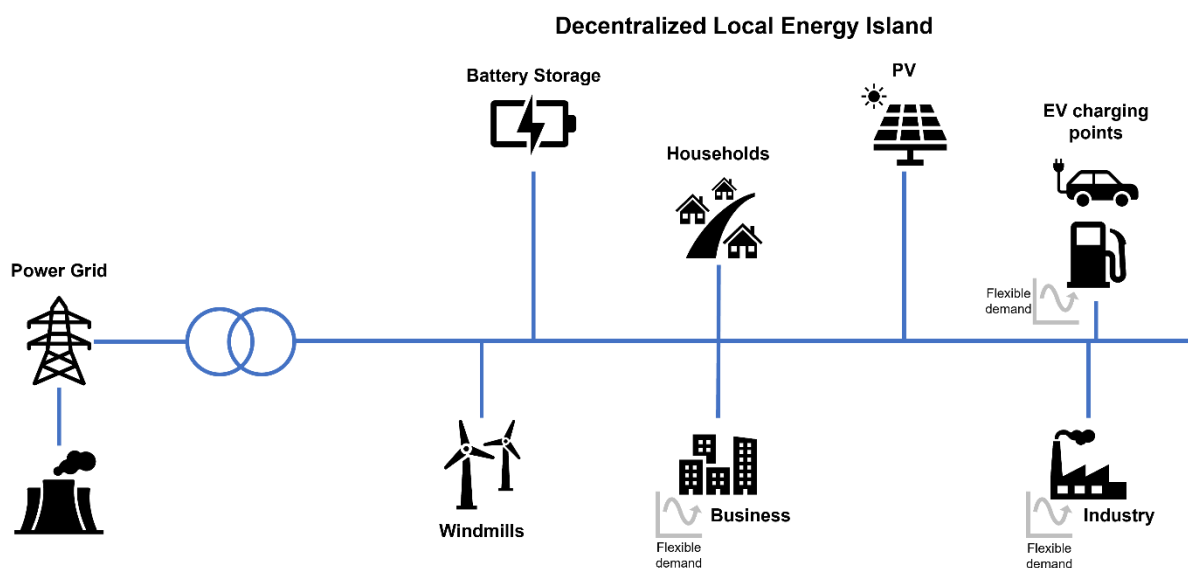 Decentralized Local Energy Island
Battery Storage
PV
EV charging
points
Households
Power Grid
Flexible
demand
Windmills
Business
Flexible
demand
Industry
Flexible
demand